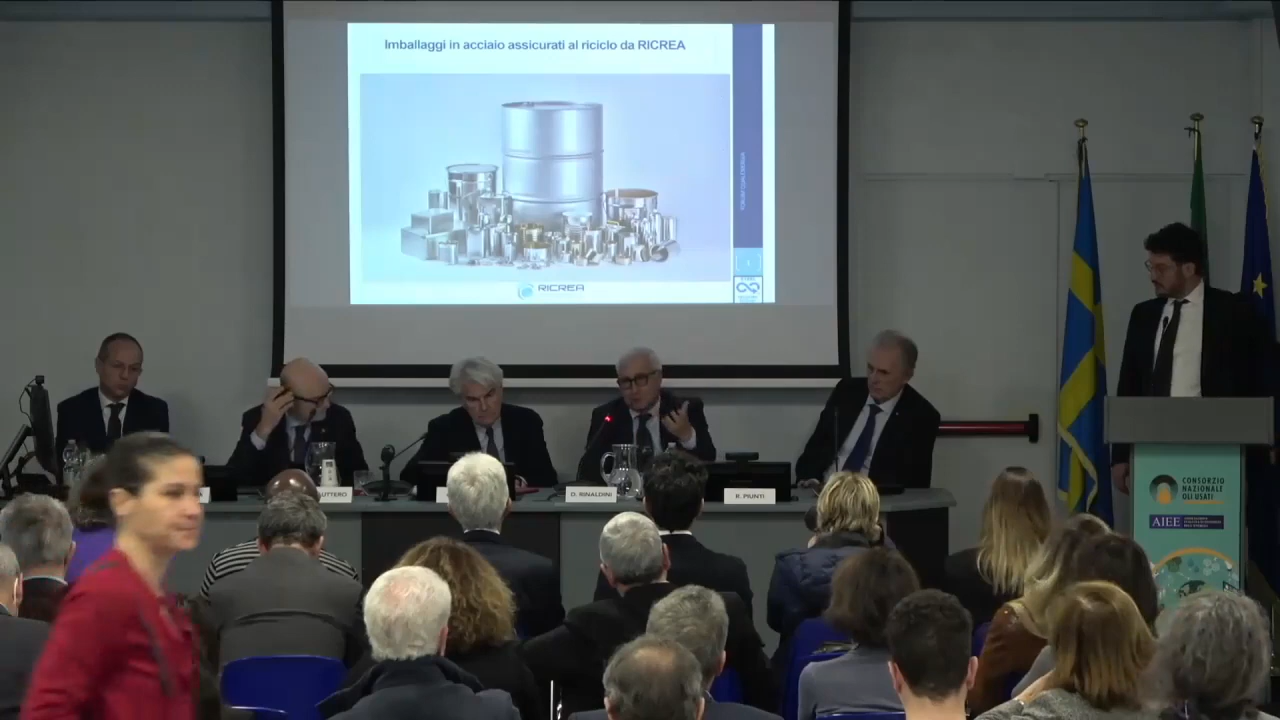 Imballaggi in acciaio assicurati al riciclo da RICREA
RICREA
D. RINALDINI
R. PIUNTI
CONSORZIO
NAZIONALE
OLI USATI
AIEE